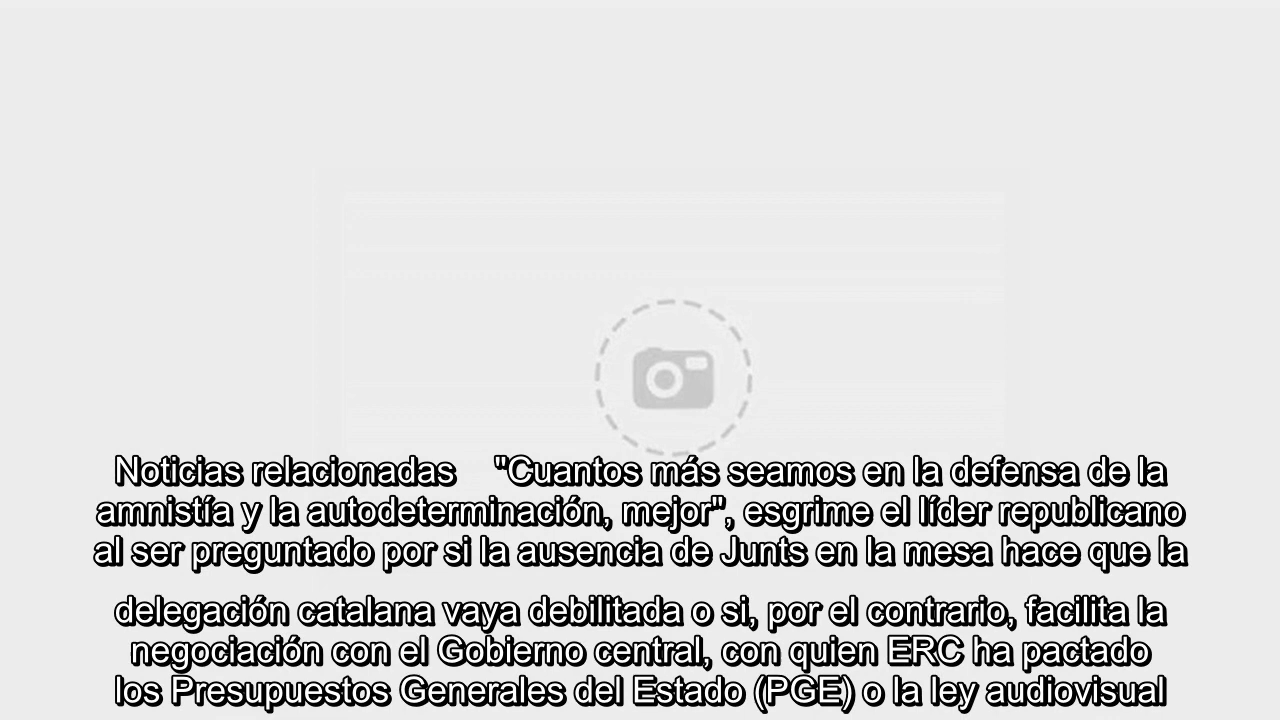 Noticias relacionadas "Cuantos más seamos en la defensa de la
amnistía y la autodeterminación, mejor", esgrime el líder republicano
al ser preguntado por si la ausencia de Junts en la mesa hace que la
delegación catalana vaya debilitada o si, por el contrario, facilita la
negociación con el Gobierno central, con quien ERC ha pactado
los Presupuestos Generales del Estado (PGE) o la ley audiovisual